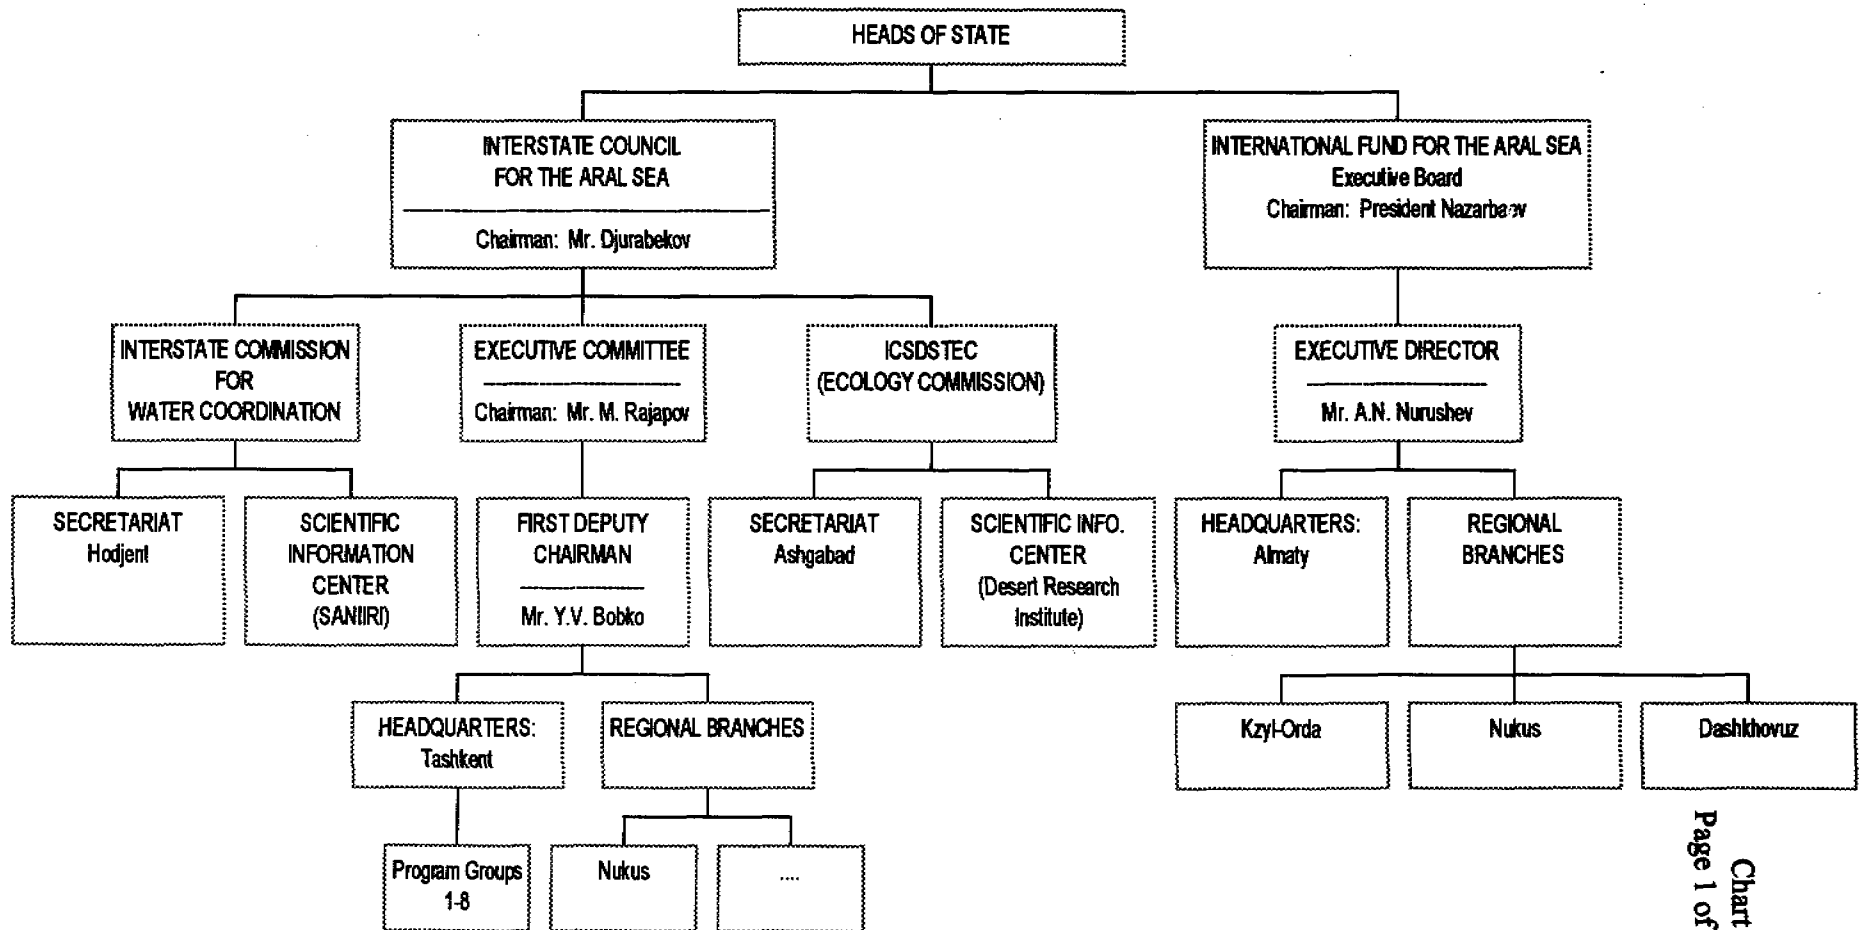 HEADS OF STATE
INTERSTATE COUNCIL
FOR THE ARAL SEA
Chairman: Mr. Djurabekov
INTERNATIONAL FUND FOR THE ARAL SEA
Executive Board
Chairman: President Nazarbaev
INTERSTATE COMMISSION
FOR
WATER COORDINATION
EXECUTIVE COMMITTEE
Chairman: Mr. M. Rajapov
ICSDSTEC
(ECOLOGY COMMISSION)
EXECUTIVE DIRECTOR
Mr. A.N. Nurushev
SECRETARIAT
Hodjent
SCIENTIFIC
INFORMATION
CENTER
(SANIIRI)
FIRST DEPUTY
CHAIRMAN
Mr. Y.V. Bobko
SECRETARIAT
Ashgabad
SCIENTIFIC INFO.
CENTER
(Desert Research
Institute)
HEADQUARTERS:
Almaty
REGIONAL
BRANCHES
HEADQUARTERS:
Tashkent
REGIONAL BRANCHES
Kzyl-Orda
Nukus
Dashkhovuz
Program Groups
1-8
Nukus
....
Chart
Page 1 of